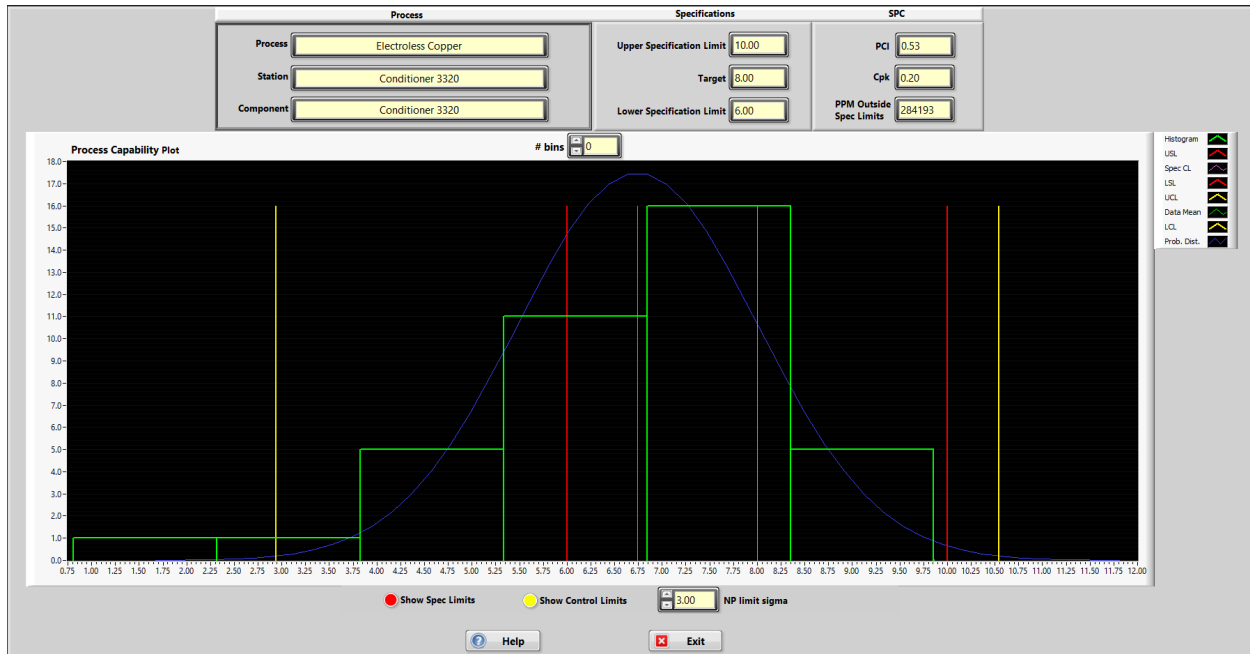 Process
Specifications
SPC
Process
Electroless Copper
Station
Conditioner 3320
Component
Conditioner 3320
Upper Specification Limit
10.00
Target
8.00
Lower Specification Limit
6.00
PCI
0.53
Cpk
0.20
PPM Outside
Spec Limits
284193
Process Capability Plot
# bins
0
18.0
17.0
16.0
15.0
14.0
13.0
12.0
11.0
10.0
9.0
8.0
7.0
6.0
5.0
4.0
3.0
2.0
1.0
0.0
0.75 1.00 1.25 1.50 1.75 2.00 2.25 2.50 2.75 3.00 3.25 3.50 3.75 4.00 4.25 4.50 4.75 5.00 5.25 5.50 5.75 6.00 6.25 6.50 6.75 7.00 7.25 7.50 7.75 8.00 8.25 8.50 8.75 9.00 9.25 9.50 9.75 10.00 10.25 10.50 10.75 11.00 11.25 11.50 11.75 12.00
Histogram
USL
Spec CL
LSL
UCL
Data Mean
LCL
Prob. Dist.
Show Spec Limits
Show Control Limits
3.00
NP limit sigma
? Help
Exit